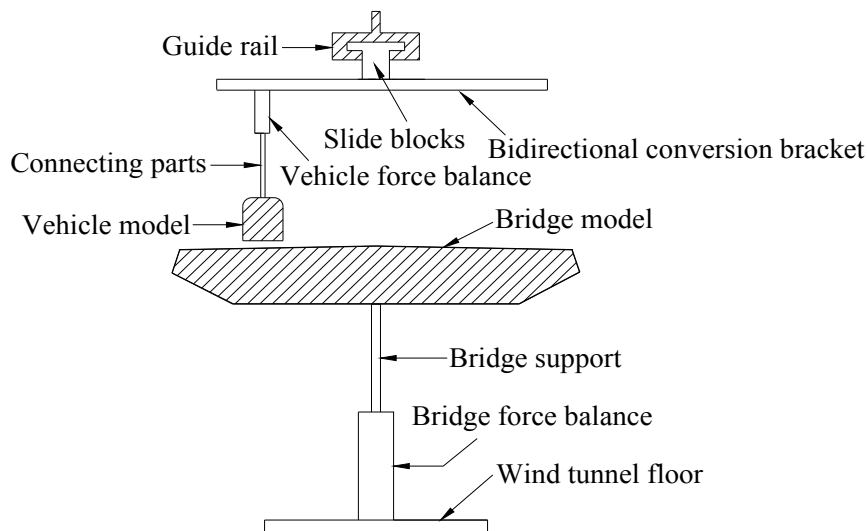 Guide rail
Slide blocks
Bidirectional conversion bracket
Connecting parts
Vehicle force balance
Vehicle model
Bridge model
Bridge support
Bridge force balance
Wind tunnel floor